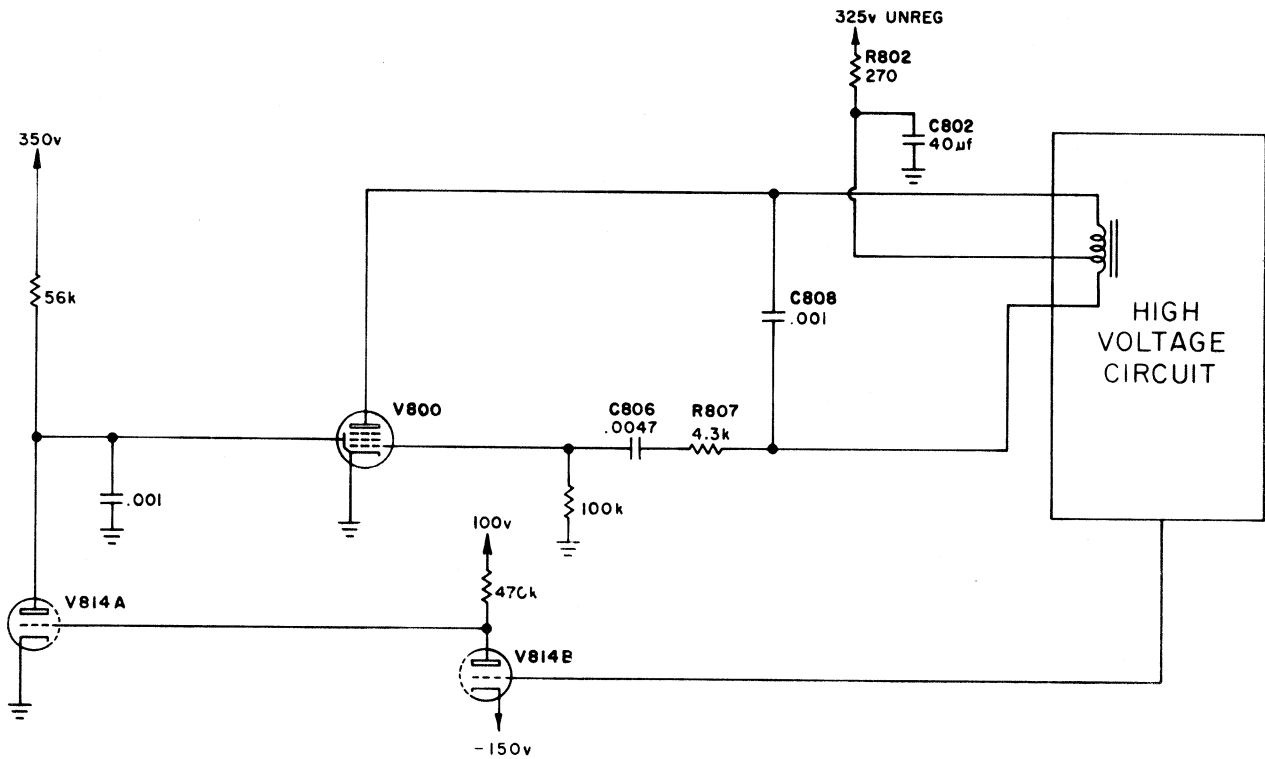 325v UNREG
R802
270
C802
40µf
350v
56k
C808
.001
HIGH
VOLTAGE
CIRCUIT
V800
C806
.0047
R807
4.3k
.001
100k
100v
470k
V814A
V814B
-150v